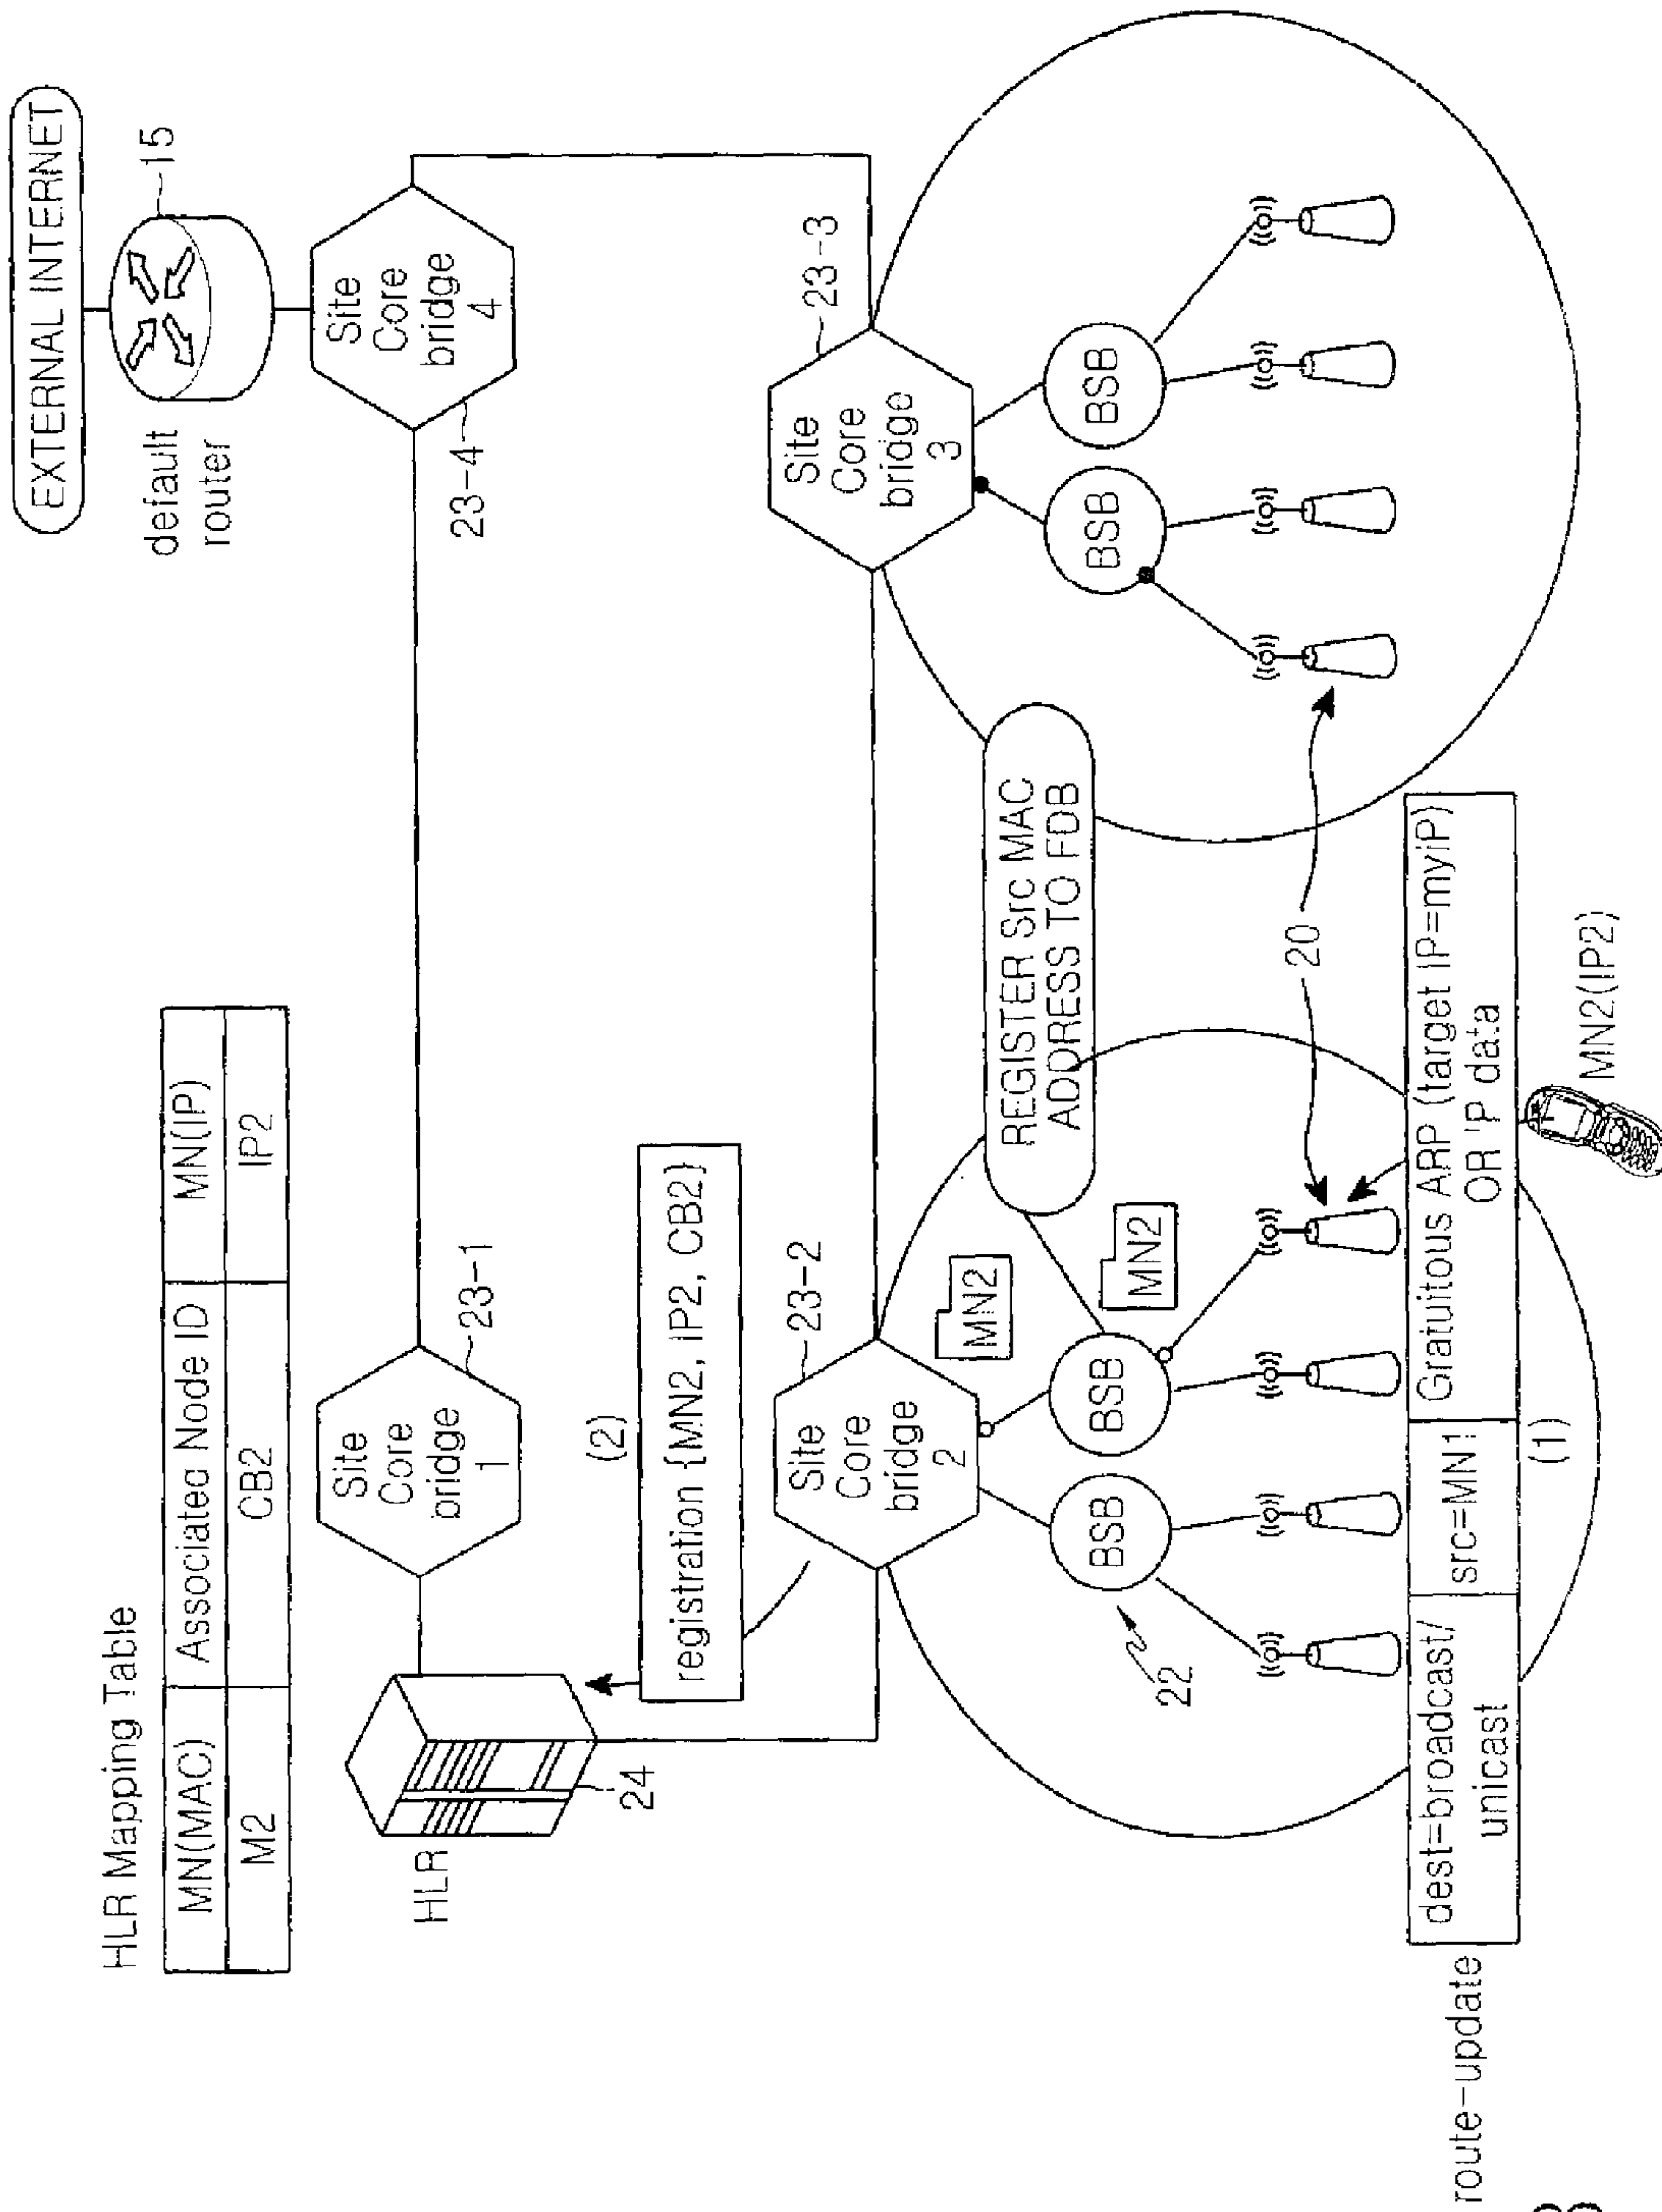 HLR Mapping Table
MN(MAC) Associated Node ID MN(IP)
M2 CB2 IP2
EXTERNAL INTERNET
default
router
15
HLR
24
Site
Core
bridge
1
23-1
Site
Core
bridge
4
23-4
(2)
registration {MN2, IP2, CB2}
Site
Core
bridge
2
23-2
Site
Core
bridge
3
23-3
MN2
MN2
REGISTER Src MAC
ADDRESS TO FDB
BSB
BSB
BSB
BSB
22
20
route-update
dest=broadcast/
unicast
src=MN1
Gratuitous ARP (target IP=myiP)
OR IP data
(1)
MN2(IP2)